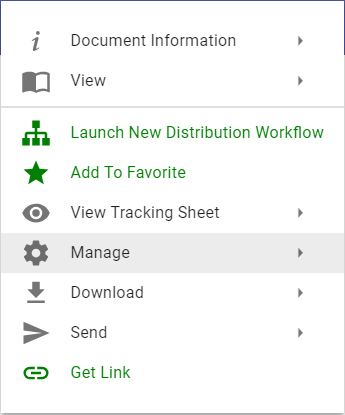 Document Information
View
Launch New Distribution Workflow
Add To Favorite
View Tracking Sheet
Manage
Download
Send
Get Link